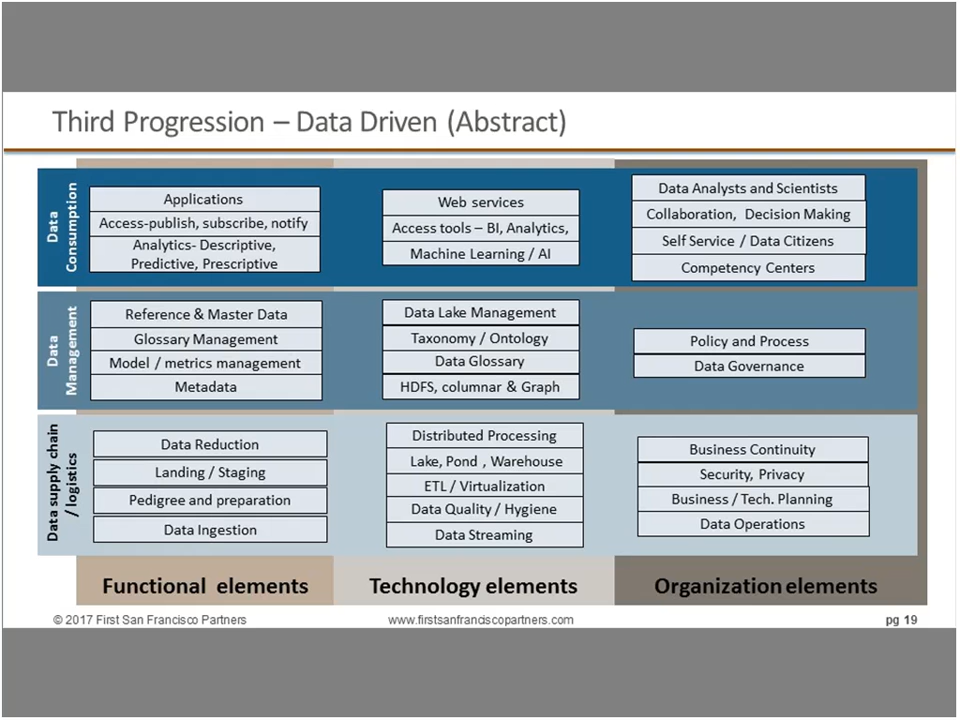 Third Progression – Data Driven (Abstract)
Data
Consumption
Applications
Access-publish, subscribe, notify
Analytics- Descriptive,
Predictive, Prescriptive
Web services
Access tools – BI, Analytics,
Machine Learning / AI
Data Analysts and Scientists
Collaboration, Decision Making
Self Service / Data Citizens
Competency Centers
Data
Management
Reference & Master Data
Glossary Management
Model / metrics management
Metadata
Data Lake Management
Taxonomy / Ontology
Data Glossary
HDFS, columnar & Graph
Policy and Process
Data Governance
Data supply chain
/ logistics
Data Reduction
Landing / Staging
Pedigree and preparation
Data Ingestion
Distributed Processing
Lake, Pond , Warehouse
ETL / Virtualization
Data Quality / Hygiene
Data Streaming
Business Continuity
Security, Privacy
Business / Tech. Planning
Data Operations
Functional elements
Technology elements
Organization elements
© 2017 First San Francisco Partners
www.firstsanfranciscopartners.com
pg 19